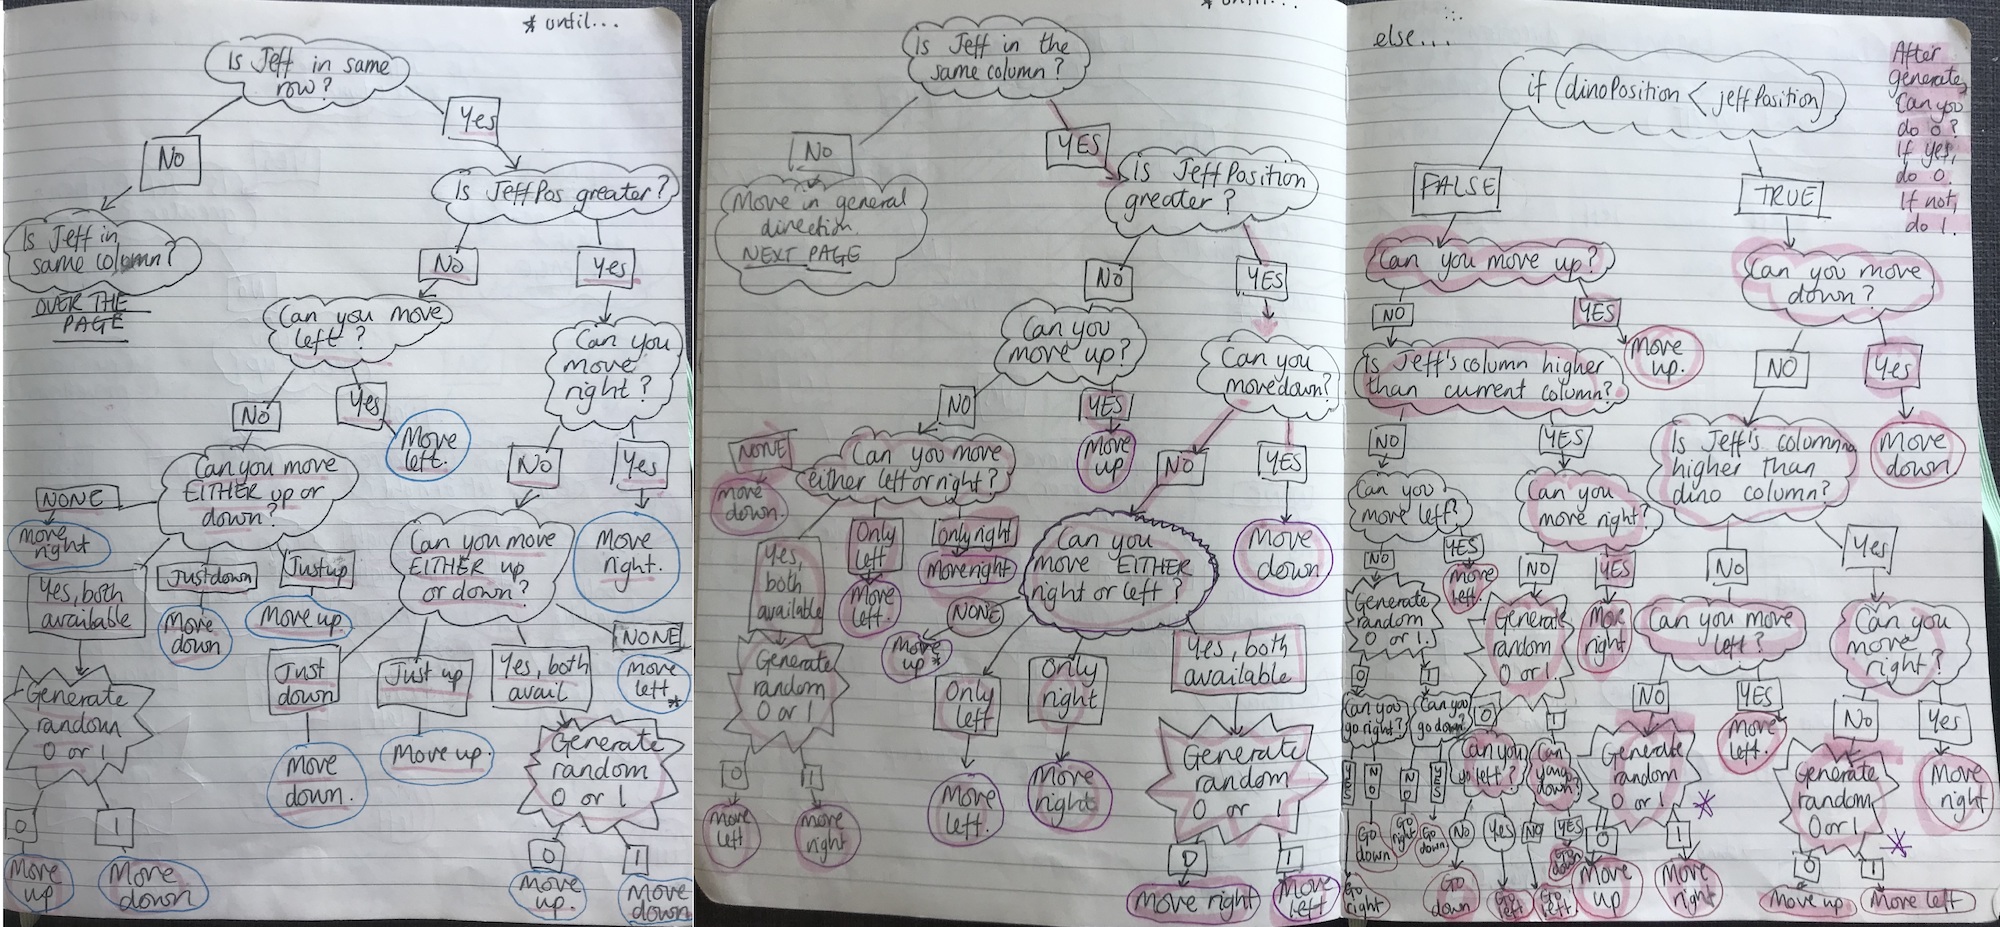 * until...
Is Jeff in same
row?
No
Yes
Is JeffPos greater?
Is Jeff in
same column?
OVER THE
PAGE
No
Yes
Can you move
left?
Can you
move
right?
No
Yes
Move
left.
No
Yes
Can you move
EITHER up or
down?
NONE
move
right
Yes, both
available
Just down
Move
down
Just up
Move up.
Can you move
EITHER up
or down?
Move
right.
NONE
move
left
*
Just
down
Just up
Yes, both
avail
Move
down.
Move up.
Generate
random
0 or 1
Generate
random
0 or 1
0
1
Move
up
Move
down
0
1
Move
up.
Move
down
* until...
Is Jeff in the
same column?
No
YES
Move in general
direction.
NEXT PAGE
Is JeffPosition
greater?
NO
YES
Can you
move up?
Can you
move down?
NO
YES
Move
up
NO
YES
Move
down
NONE
move
down.
Can you move
either left or right?
Yes,
both
available
Only
left
Move
left.
only right
Move right
Can you
move EITHER
right or left?
NONE
Move
up *
Only
left
Only
right
Yes, both
available
Generate
random
0 or 1
0
1
Move
left
move
right
Move
left.
Move
right
Generate
random
0 or 1
0
1
Move right
Move
left
else...
if (dinoPosition < jeffPosition)
After
generate,
Can you
do 0?
If yes,
do 0.
If not,
do 1.
FALSE
TRUE
Can you move up?
Can you move
down?
NO
YES
Move
up.
Is Jeff's column higher
than current column?
NO
Yes
Move
down
NO
YES
Is Jeff's column
higher than
dino column?
Can you
move left?
Can you
move right?
No
Yes
NO
YES
Move
left.
NO
YES
Move
right
Generate
random
0 or 1.
Generate
random
0 or 1.
Can you move
left?
Can you
move
right?
0
1
Can you
go right?
Can you
go down?
0
1
Can you
go left?
Can
you go
down?
NO
YES
Move
left.
No
Yes
Move
right
Generate
random
0 or 1
*
Generate
random
0 or 1
*
YES
NO
NO
YES
Go
down
Go
right
Go
down
Go
right
No
Yes
NO
YES
Go
down
Go
left
Go
left
Go
down
0
1
Move
up
Move
right
0
1
Move up
Move left